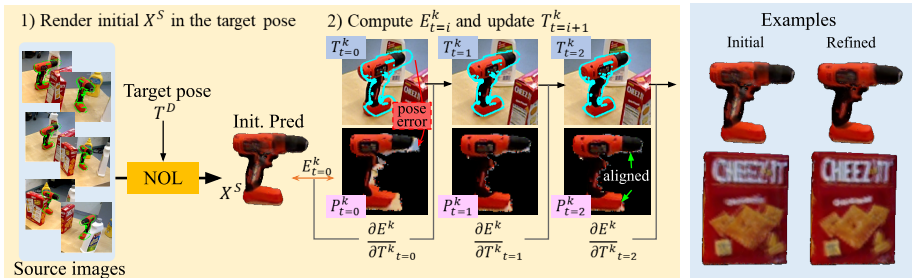 1) Render initial X^S in the target pose
2) Compute E^k_{t=i} and update T^k_{t=i+1}
Examples
Initial Refined
Target pose
T^D
Init. Pred
NOL
X^S
Source images
T^k_{t=0}
T^k_{t=1}
T^k_{t=2}
pose
error
E^k_{t=0}
aligned
P^k_{t=0}
P^k_{t=1}
P^k_{t=2}
∂E^k
∂T^k_{t=0}
∂E^k
∂T^k_{t=1}
∂E^k
∂T^k_{t=2}
CHEEZ-IT
CHEEZ-IT